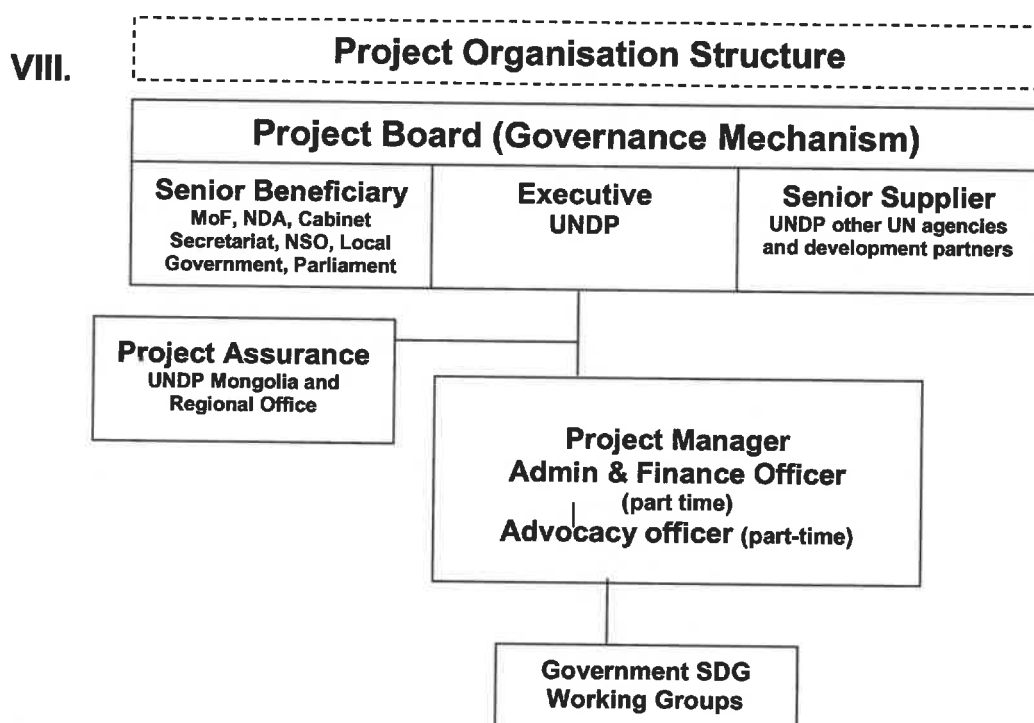 VIII.
Project Organisation Structure
Project Board (Governance Mechanism)
Senior Beneficiary
MoF, NDA, Cabinet
Secretariat, NSO, Local
Government, Parliament
Executive
UNDP
Senior Supplier
UNDP other UN agencies
and development partners
Project Assurance
UNDP Mongolia and
Regional Office
Project Manager
Admin & Finance Officer
(part time)
Advocacy officer (part-time)
Government SDG
Working Groups